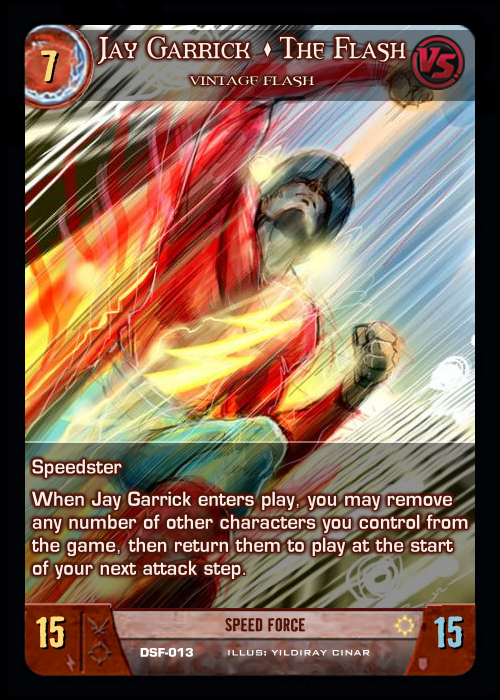 7
Jay Garrick ♦ The Flash
VINTAGE FLASH
VS
Speedster
When Jay Garrick enters play, you may remove
any number of other characters you control from
the game, then return them to play at the start
of your next attack step.
15
SPEED FORCE
15
DSF-013 ILLUS: YILDIRAY CINAR